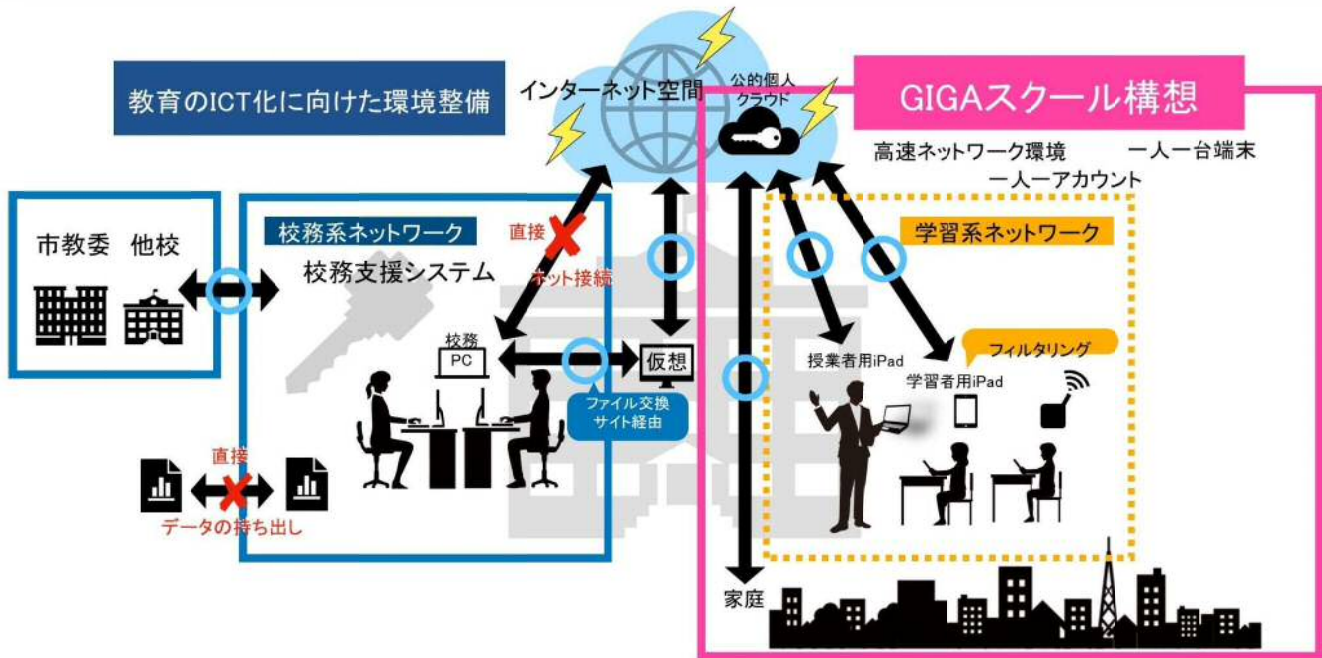 教育のICT化に向けた環境整備
インターネット空間
公的個人
クラウド
GIGAスクール構想
高速ネットワーク環境
一人一台端末
一人一アカウント
市教委
他校
校務系ネットワーク
校務支援システム
直接
ネット接続
校務
PC
仮想
ファイル交換
サイト経由
直接
データの持ち出し
学習系ネットワーク
授業者用iPad
フィルタリング
学習者用iPad
家庭